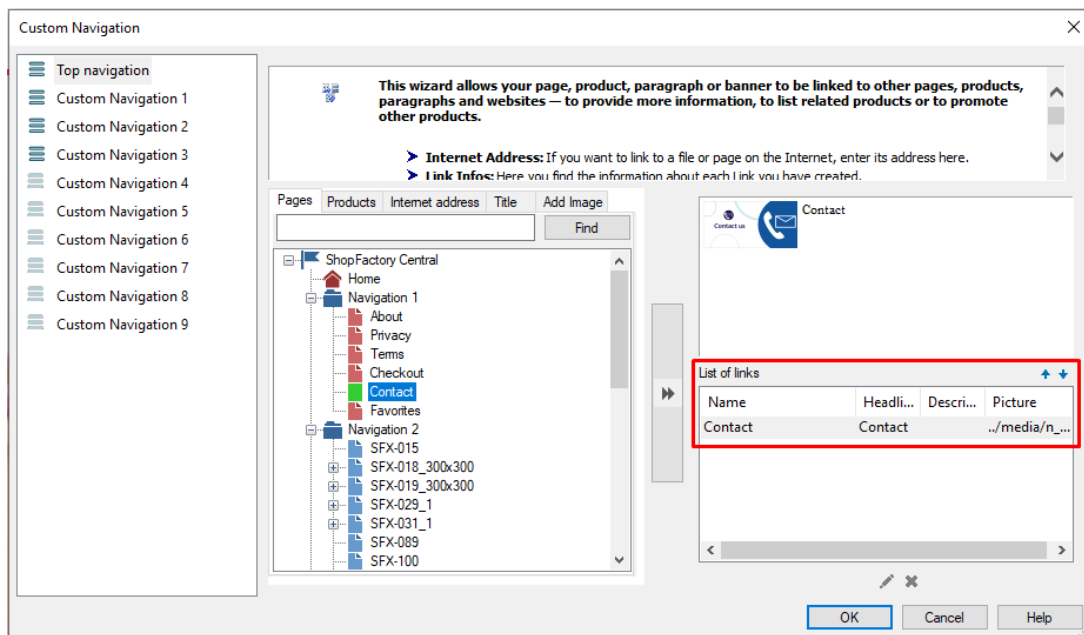 Custom Navigation
Top navigation
Custom Navigation 1
Custom Navigation 2
Custom Navigation 3
Custom Navigation 4
Custom Navigation 5
Custom Navigation 6
Custom Navigation 7
Custom Navigation 8
Custom Navigation 9
This wizard allows your page, product, paragraph or banner to be linked to other pages, products,
paragraphs and websites — to provide more information, to list related products or to promote
other products.
Internet Address: If you want to link to a file or page on the Internet, enter its address here.
Link Infos: Here you find the information about each Link you have created.
Pages Products Internet address Title Add Image
Find
ShopFactory Central
Home
Navigation 1
About
Privacy
Terms
Checkout
Contact
Favorites
Navigation 2
SFX-015
SFX-018_300x300
SFX-019_300x300
SFX-029_1
SFX-031_1
SFX-089
SFX-100
Contact us
Contact
List of links
Name Headli... Descri... Picture
Contact Contact ../media/n_...
OK Cancel Help